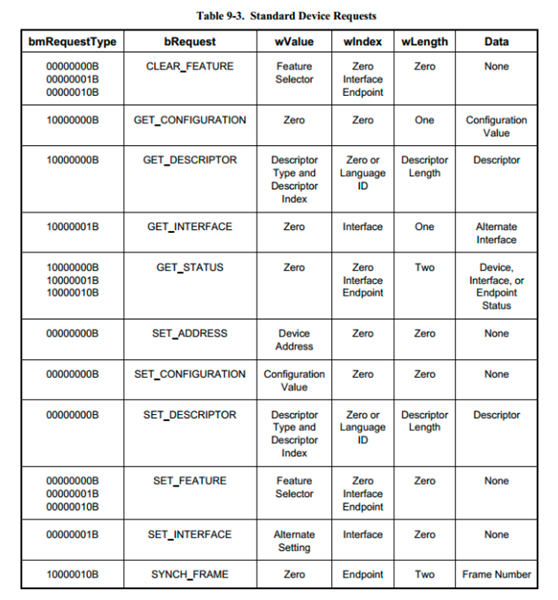 Table 9-3. Standard Device Requests
bmRequestType bRequest wValue wIndex wLength Data
00000000B CLEAR_FEATURE Feature Zero Zero None
00000001B Selector Interface
00000010B Endpoint
10000000B GET_CONFIGURATION Zero Zero One Configuration
Value
10000000B GET_DESCRIPTOR Descriptor Zero or Descriptor Descriptor
Type and Language Length
Descriptor ID
Index
10000001B GET_INTERFACE Zero Interface One Alternate
Interface
10000000B GET_STATUS Zero Zero Two Device,
10000001B Interface Interface, or
10000010B Endpoint Endpoint
Status
00000000B SET_ADDRESS Device Zero Zero None
Address
00000000B SET_CONFIGURATION Configuration Zero Zero None
Value
00000000B SET_DESCRIPTOR Descriptor Zero or Descriptor Descriptor
Type and Language Length
Descriptor ID
Index
00000000B SET_FEATURE Feature Zero Zero None
00000001B Selector Interface
00000010B Endpoint
00000001B SET_INTERFACE Alternate Interface Zero None
Setting
10000010B SYNCH_FRAME Zero Endpoint Two Frame Number